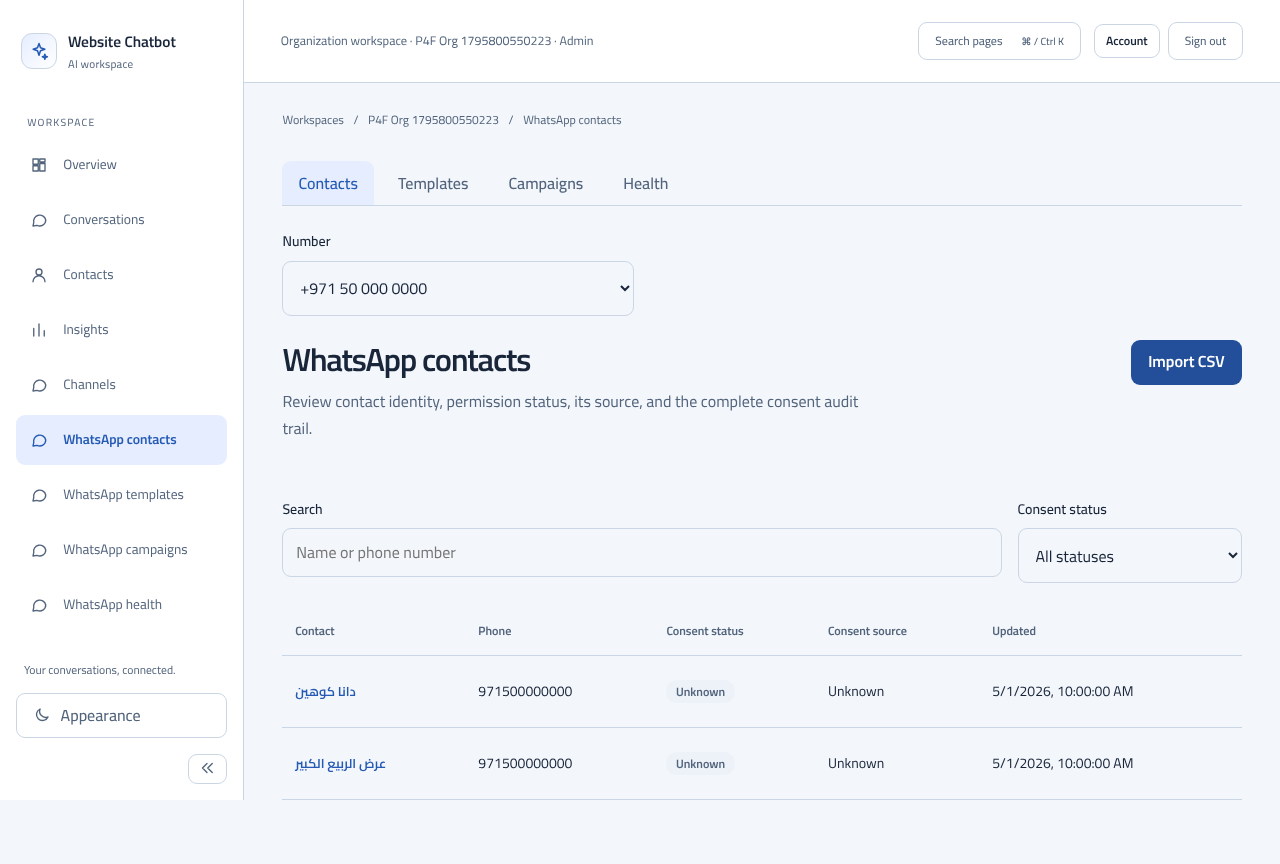 Website Chatbot
AI workspace
WORKSPACE
Overview
Conversations
Contacts
Insights
Channels
WhatsApp contacts
WhatsApp templates
WhatsApp campaigns
WhatsApp health
Your conversations, connected.
Appearance
Organization workspace · P4F Org 1795800550223 · Admin
Search pages ⌘ / Ctrl K
Account
Sign out
Workspaces / P4F Org 1795800550223 / WhatsApp contacts
Contacts Templates Campaigns Health
Number
+971 50 000 0000
WhatsApp contacts
Import CSV
Review contact identity, permission status, its source, and the complete consent audit
trail.
Search
Name or phone number
Consent status
All statuses
Contact Phone Consent status Consent source Updated
دانا كوهين 971500000000 Unknown Unknown 5/1/2026, 10:00:00 AM
عرض الربيع الكبير 971500000000 Unknown Unknown 5/1/2026, 10:00:00 AM